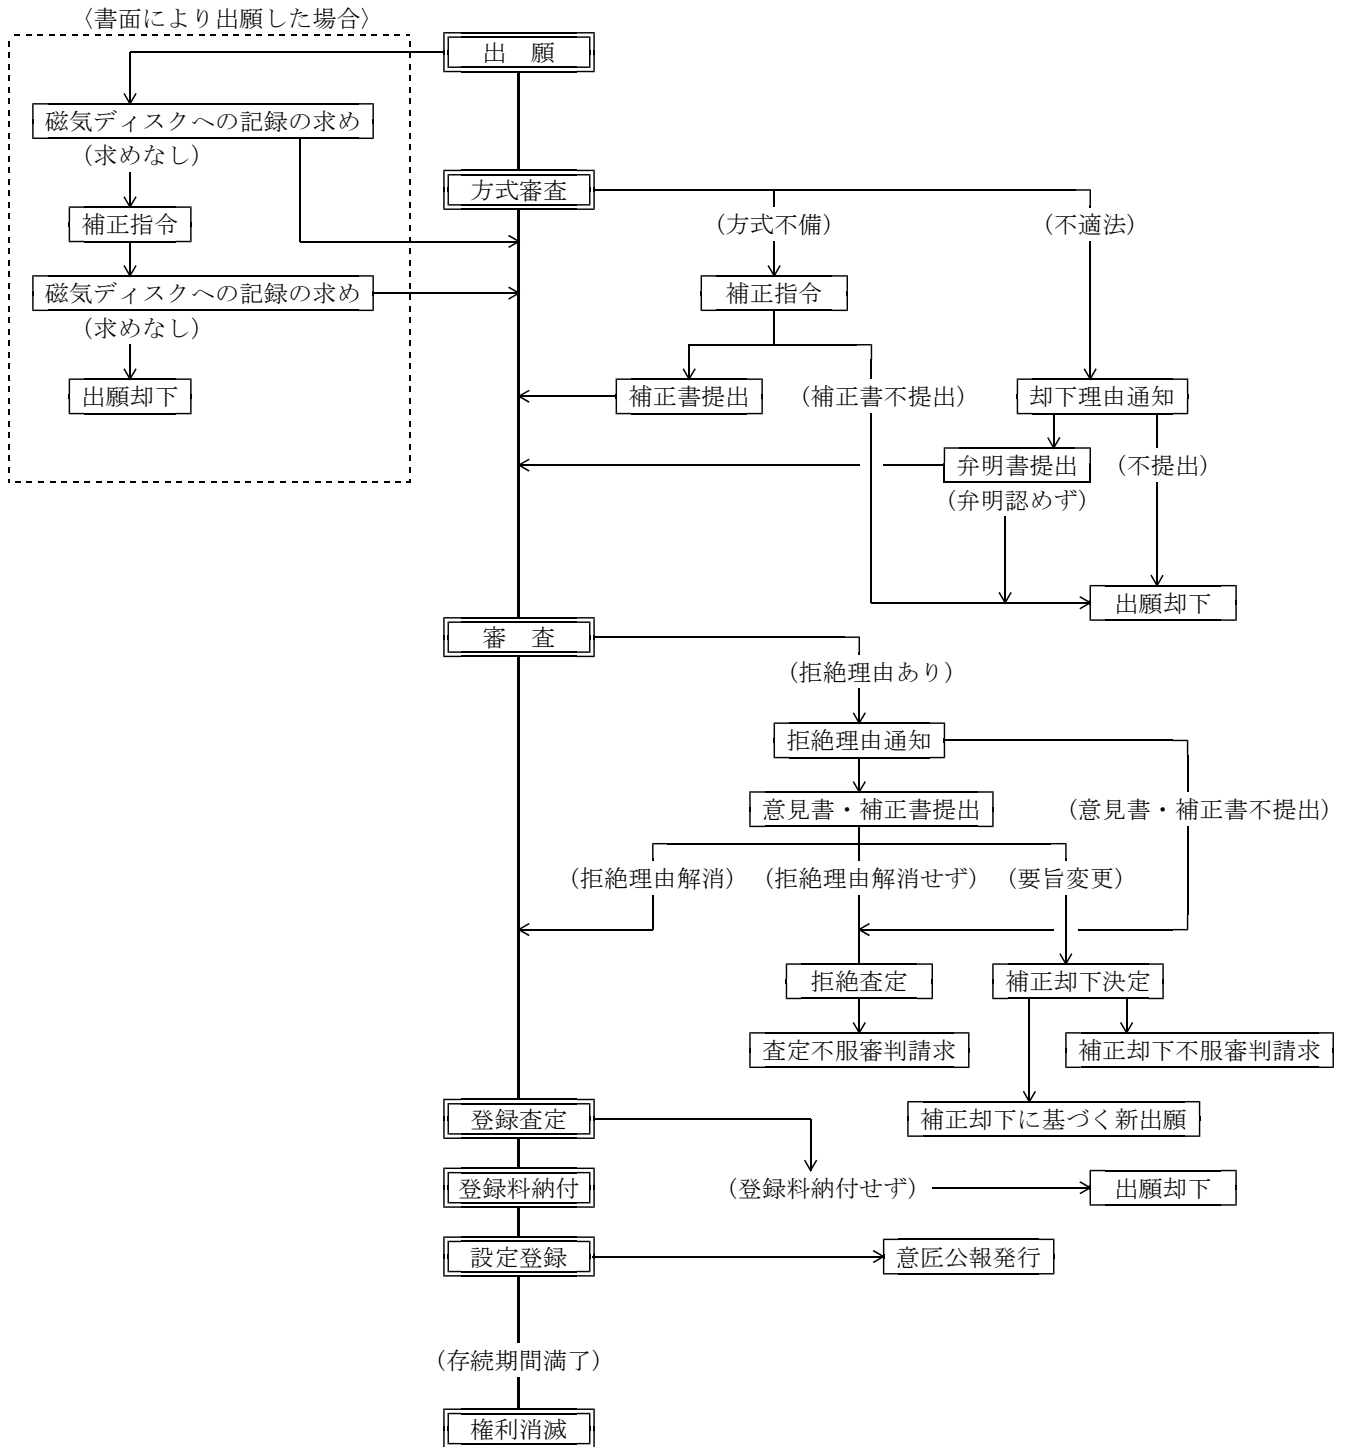 〈書面により出願した場合〉
出　願
磁気ディスクへの記録の求め
（求めなし）
方式審査
補正指令
（方式不備）
（不適法）
磁気ディスクへの記録の求め
補正指令
（求めなし）
出願却下
補正書提出
（補正書不提出）
却下理由通知
弁明書提出
（不提出）
（弁明認めず）
出願却下
審　査
（拒絶理由あり）
拒絶理由通知
意見書・補正書提出
（意見書・補正書不提出）
（拒絶理由解消）
（拒絶理由解消せず）
（要旨変更）
拒絶査定
補正却下決定
査定不服審判請求
補正却下不服審判請求
登録査定
補正却下に基づく新出願
登録料納付
（登録料納付せず）
出願却下
設定登録
意匠公報発行
（存続期間満了）
権利消滅